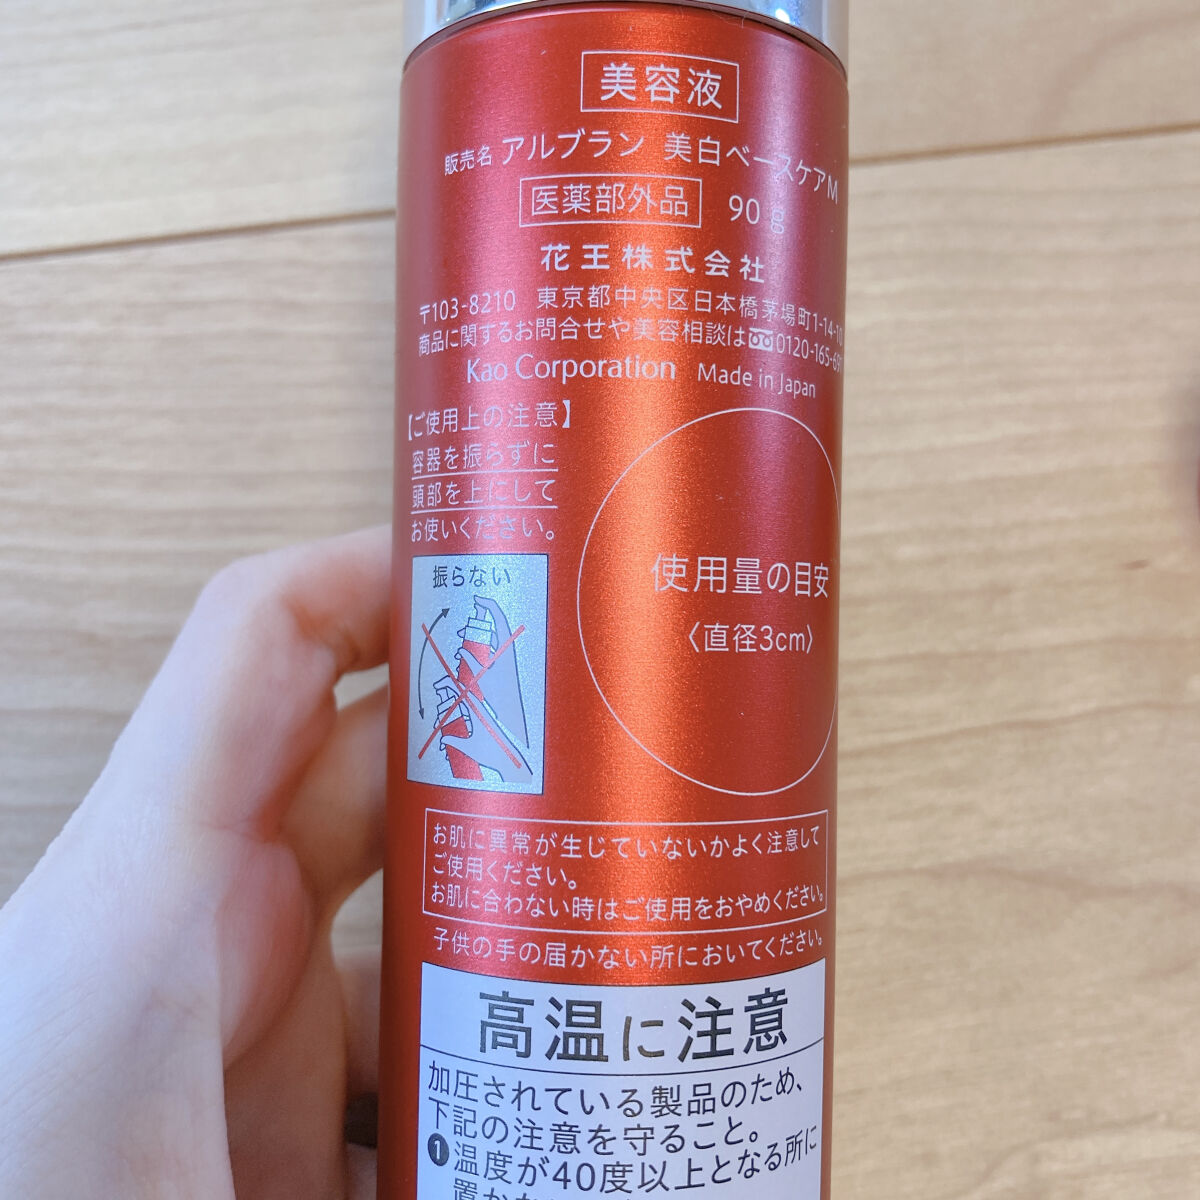 美容液
販売名 アルブラン 美白ベースケアM
医薬部外品 90 g
花王株式会社
〒103-8210 東京都中央区日本橋茅場町1-14-10
商品に関するお問合せや美容相談は 0120-165-69
Kao Corporation Made in Japan
【ご使用上の注意】
容器を振らずに
頭部を上にして
お使いください。
振らない
使用量の目安
〈直径3cm〉
お肌に異常が生じていないかよく注意して
ご使用ください。
お肌に合わない時はご使用をおやめください。
子供の手の届かない所においてください。
高温に注意
加圧されている製品のため、
下記の注意を守ること。
❶温度が40度以上となる所に
置か